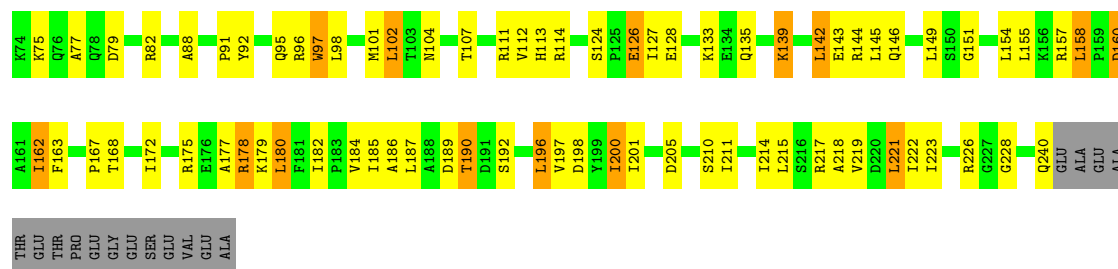 K74 K75 Q76 A77 Q78 D79 R82 A88 P91 Y92 Q95 R96 W97 L98 M101 L102 T103 N104 T107 R111 V112 H113 R114 S124 P125 E126 I127 E128 K133 E134 Q135 K139 L142 E143 R144 L145 Q146 L149 S150 G151 L154 L155 K156 R157 L158 P159 D160
A161 I162 F163 P167 T168 I172 R175 E176 A177 R178 K179 L180 F181 I182 P183 V184 I185 A186 L187 A188 D189 T190 D191 S192 L196 V197 D198 Y199 I200 I201 D205 S210 I211 I214 L215 S216 R217 A218 V219 D220 L221 I222 I223 R226 G227 G228 Q240 GLU ALA GLU ALA
THR GLU THR PRO GLU GLY GLU SER GLU VAL GLU ALA